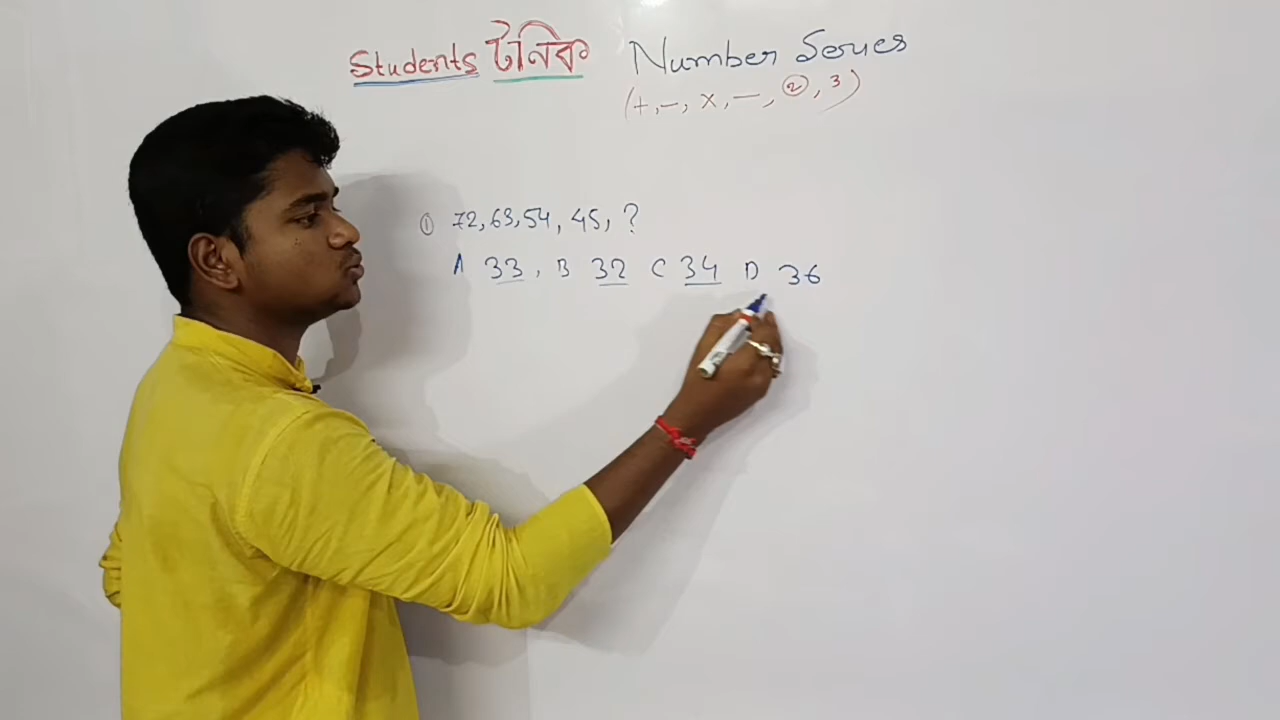 Students টনিক Number Series
(+, -, ×, -, ②, 3)
① 72, 63, 54, 45, ?
A 33, B 32 C 34 D 36